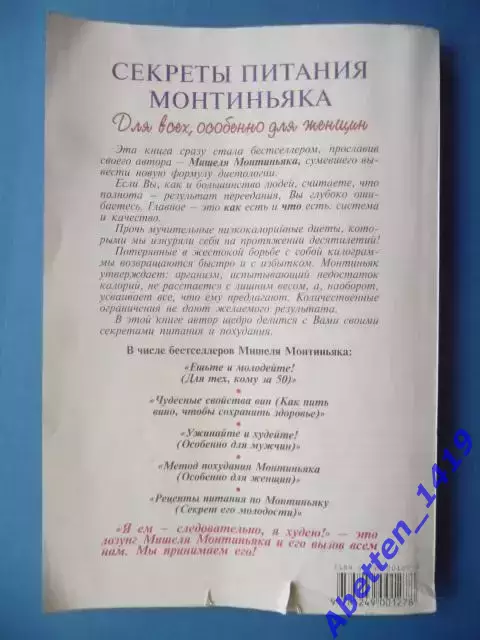 СЕКРЕТЫ ПИТАНИЯ
МОНТИНЬЯКА
Для всех, особенно для женщин
Эта книга сразу стала бестселлером, прославив
своего автора – Мишеля Монтиньяка, сумевшего вы-
вести новую формулу диетологии.
Если Вы, как и большинство людей, считаете, что
полнота – результат переедания, Вы глубоко оши-
баетесь. Главное – это как есть и что есть: система
и качество.
Прочь мучительные низкокалорийные диеты, кото-
рыми мы изнуряли себя на протяжении десятилетий!
Потерянные в жестокой борьбе с собой килограм-
мы возвращаются быстро и с избытком. Монтиньяк
утверждает: организм, испытывающий недостаток
калорий, не расстается с лишним весом, а, наоборот,
усваивает все, что ему предлагают. Количественные
ограничения не дают желаемого результата.
В этой книге автор щедро делится с Вами своими
секретами питания и похудания.
В числе бестселлеров Мишеля Монтиньяка:
«Ешьте и молодейте!
(Для тех, кому за 50)»
«Чудесные свойства вин (Как пить
вино, чтобы сохранить здоровье)»
«Ужинайте и худейте!
(Особенно для мужчин)»
«Метод похудания Монтиньяка
(Особенно для женщин)»
«Рецепты питания по Монтиньяку
(Секрет его молодости)»
«Я ем – следовательно, я худею!» – это
лозунг Мишеля Монтиньяка и его вызов всем
нам. Мы принимаем его!
Abetten_1419